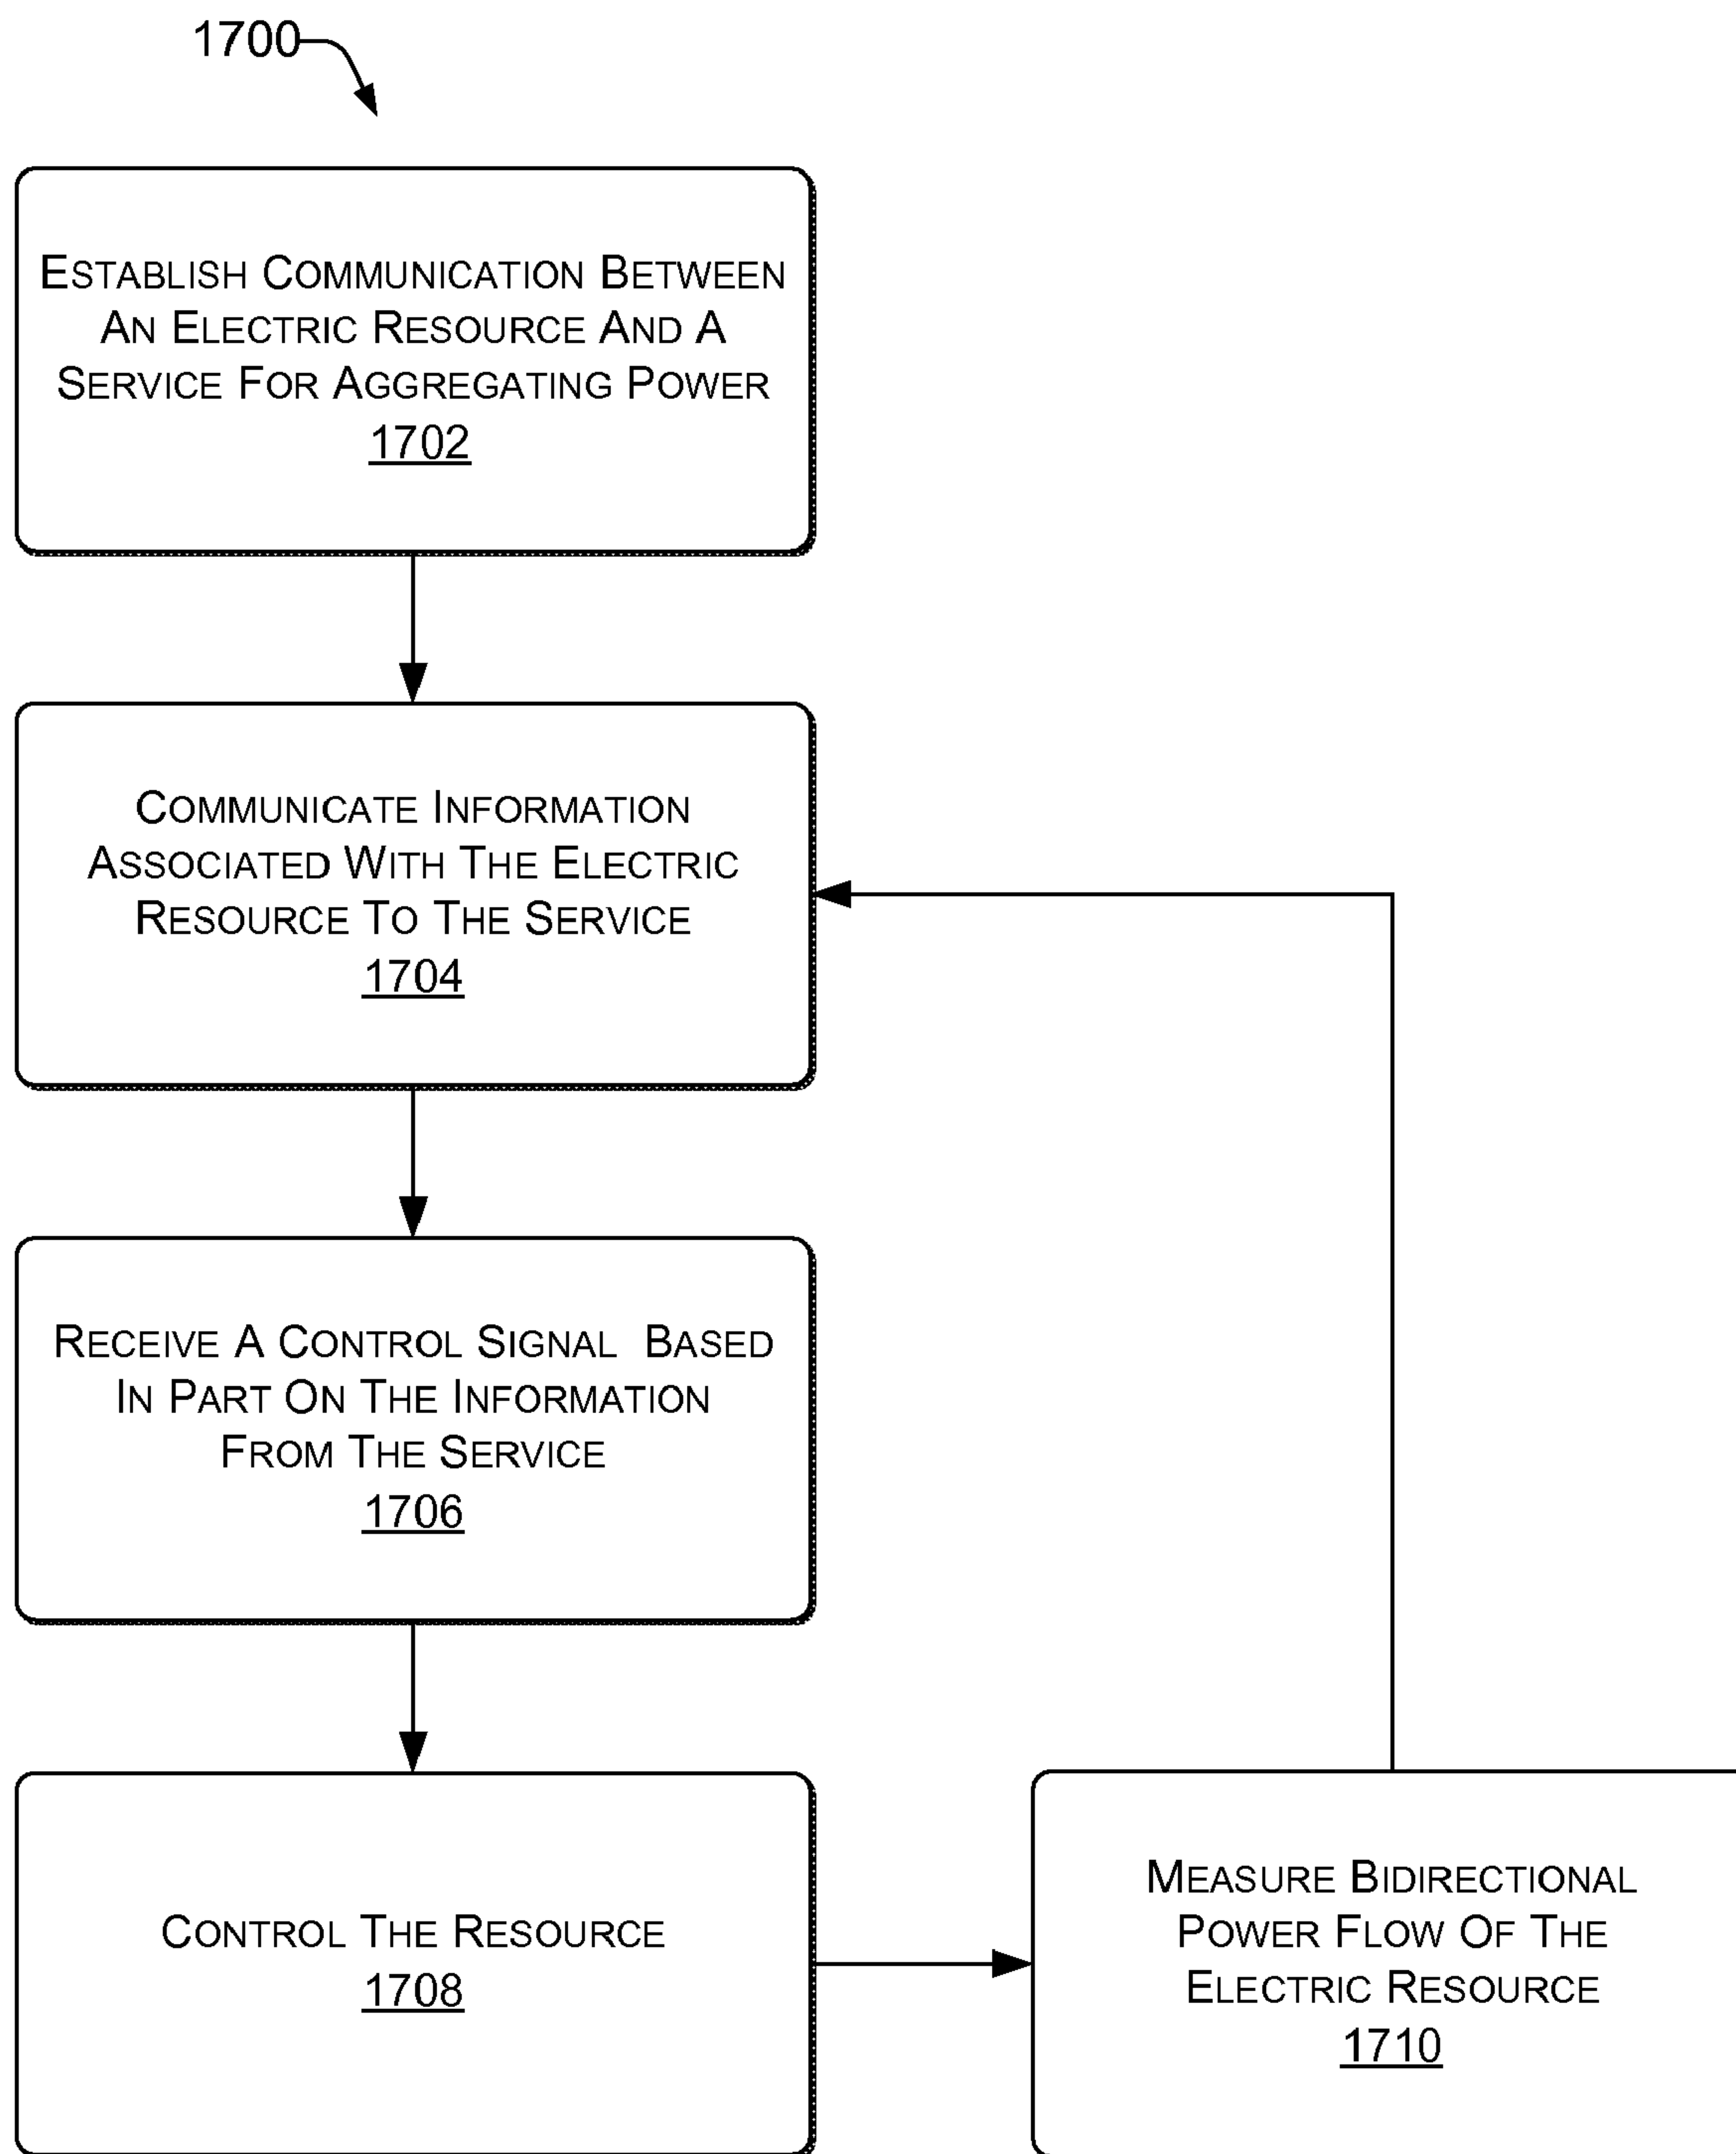 1700
ESTABLISH COMMUNICATION BETWEEN
AN ELECTRIC RESOURCE AND A
SERVICE FOR AGGREGATING POWER
1702
COMMUNICATE INFORMATION
ASSOCIATED WITH THE ELECTRIC
RESOURCE TO THE SERVICE
1704
RECEIVE A CONTROL SIGNAL BASED
IN PART ON THE INFORMATION
FROM THE SERVICE
1706
CONTROL THE RESOURCE
1708
MEASURE BIDIRECTIONAL
POWER FLOW OF THE
ELECTRIC RESOURCE
1710